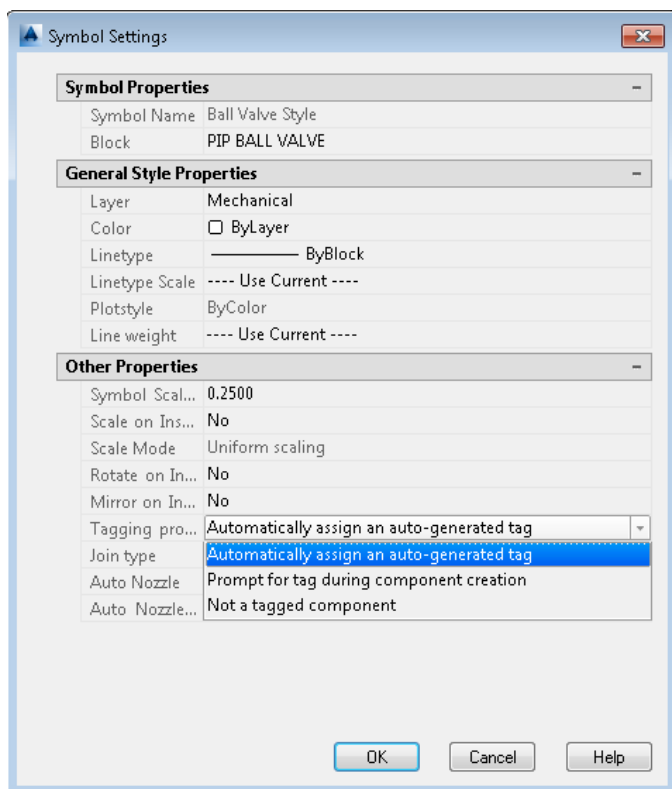 Symbol Settings
Symbol Properties
Symbol Name Ball Valve Style
Block PIP BALL VALVE
General Style Properties
Layer Mechanical
Color ByLayer
Linetype ByBlock
Linetype Scale ---- Use Current ----
Plotstyle ByColor
Line weight ---- Use Current ----
Other Properties
Symbol Scal... 0.2500
Scale on Ins... No
Scale Mode Uniform scaling
Rotate on In... No
Mirror on In... No
Tagging pro... Automatically assign an auto-generated tag
Join type Automatically assign an auto-generated tag
Auto Nozzle Prompt for tag during component creation
Auto Nozzle... Not a tagged component
OK Cancel Help